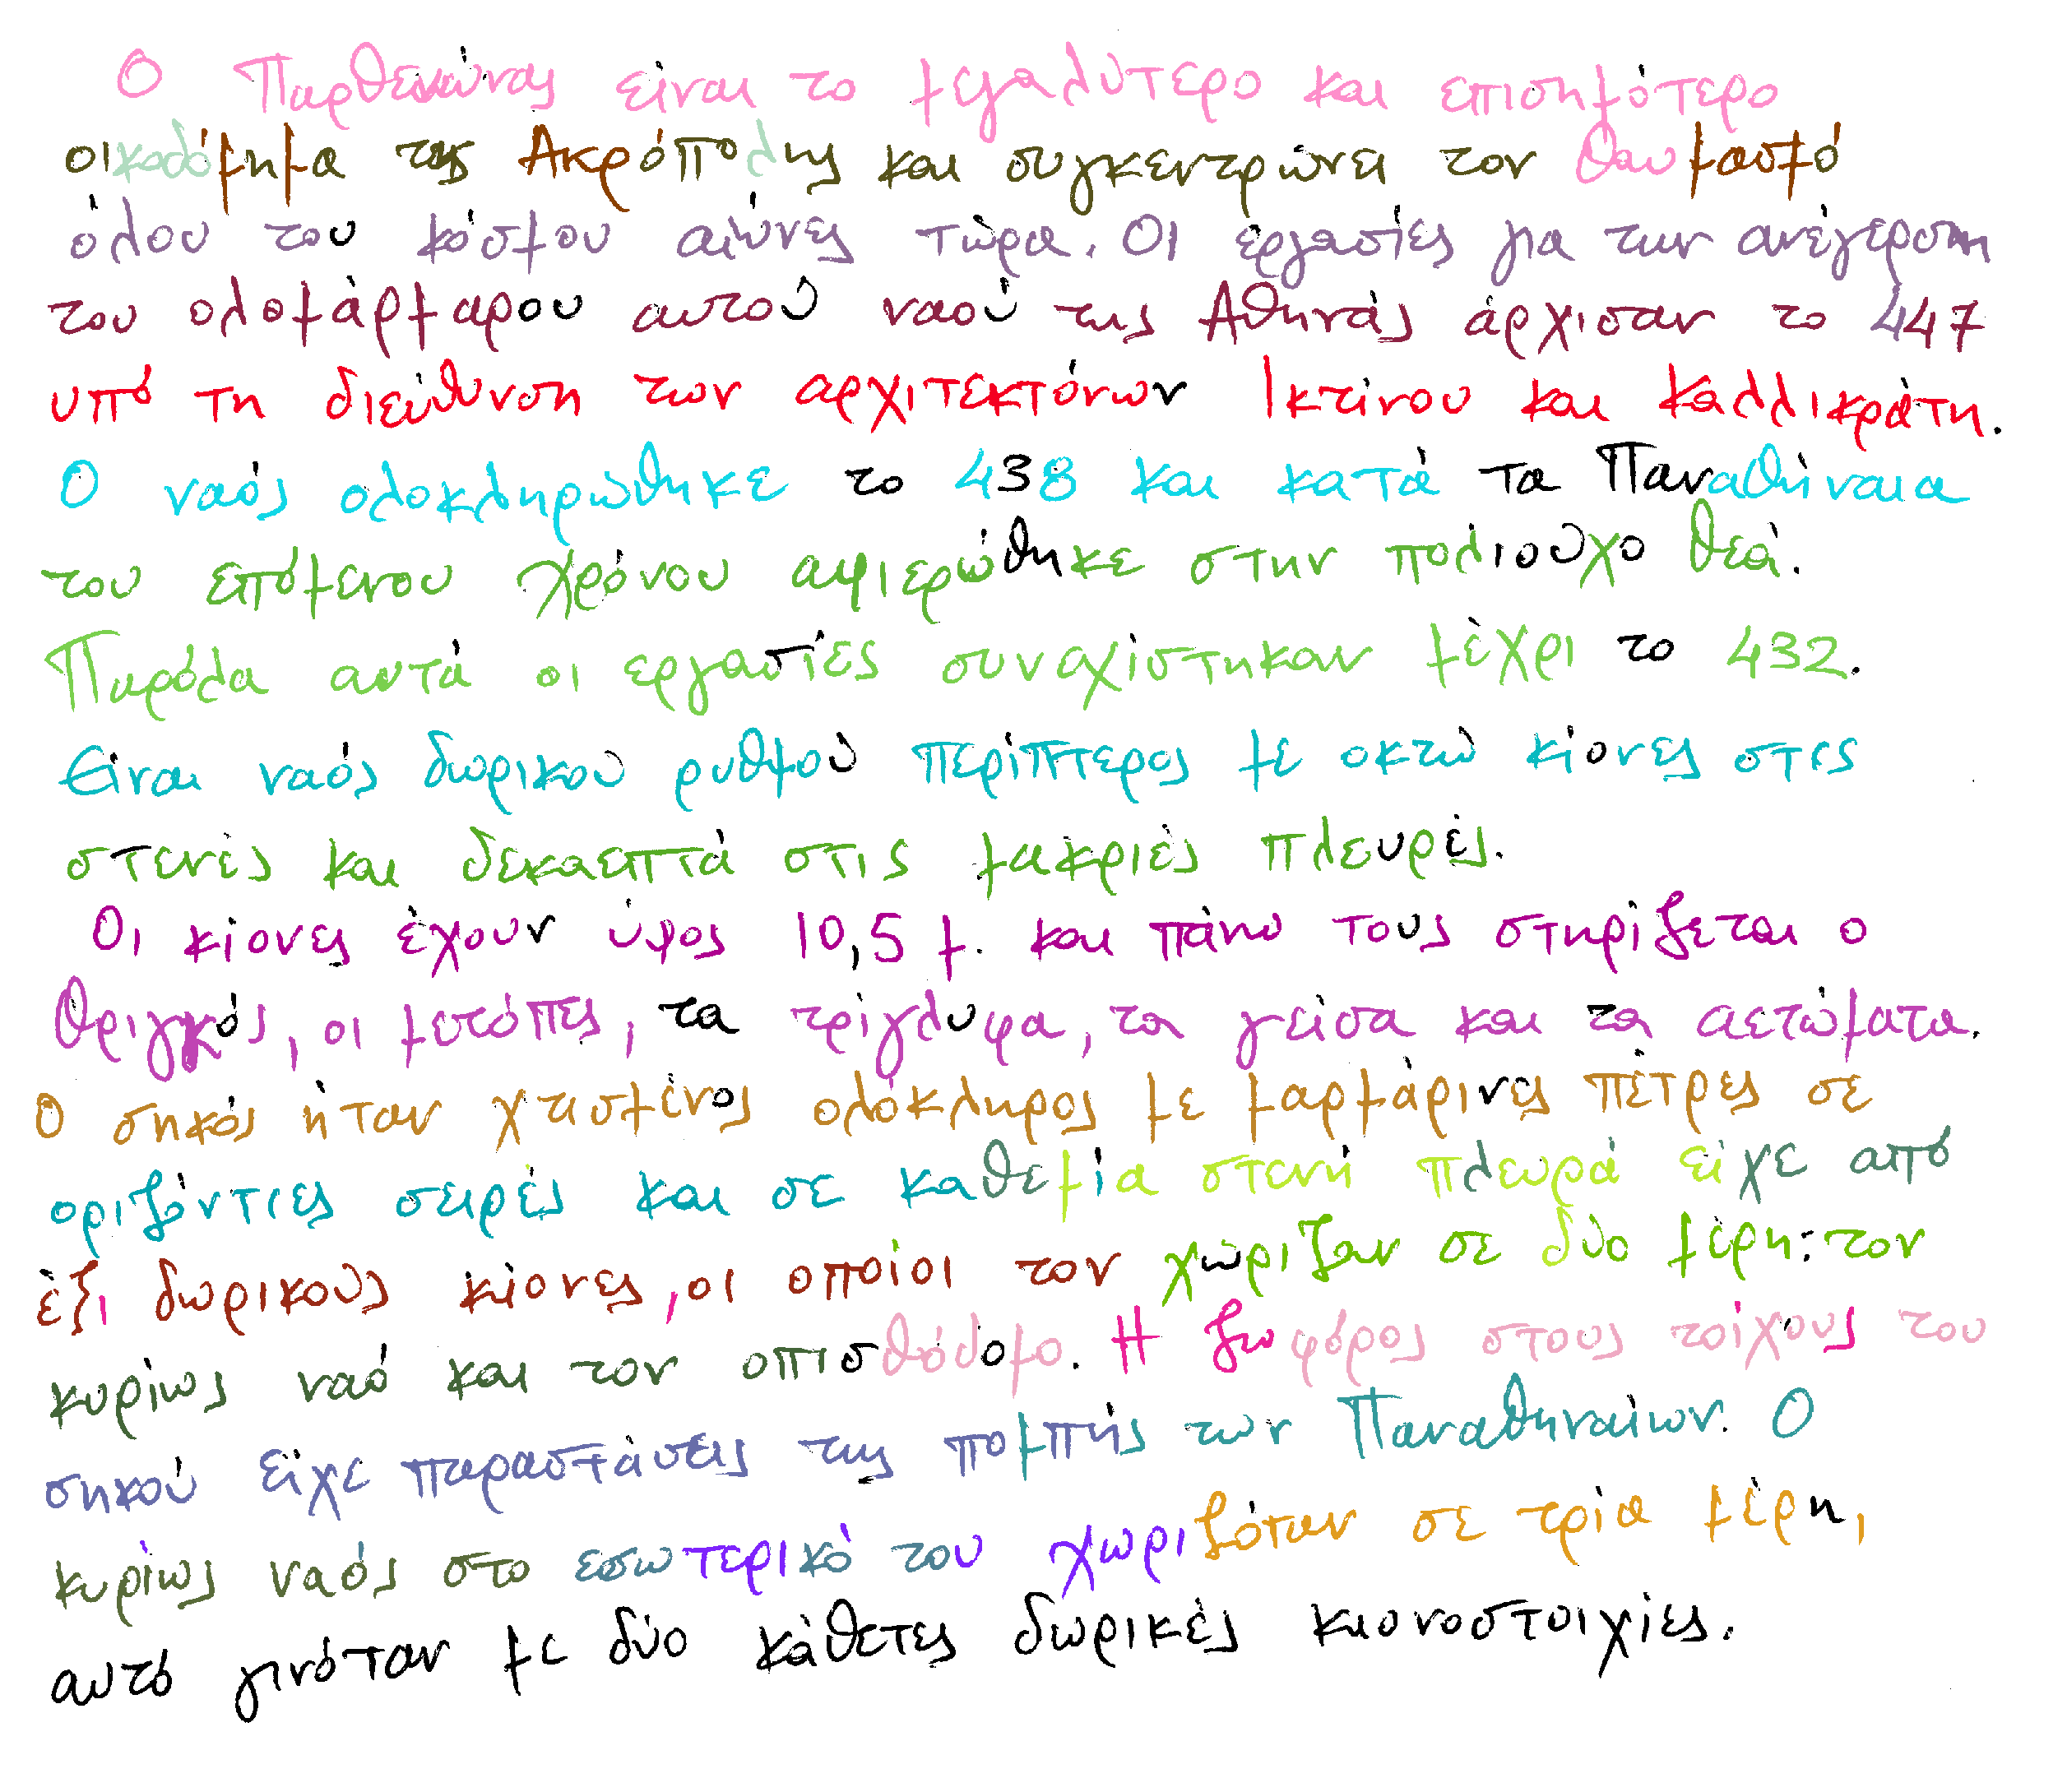 Ο Παρθενώνας είναι το μεγαλύτερο και επισημότερο
οικοδόμημα της Ακρόπολης και συγκεντρώνει τον θαυμασμό
όλου του κόσμου αιώνες τώρα. Οι εργασίες για την ανέγερση
του ολομάρμαρου αυτού ναού της Αθηνάς άρχισαν το 447
υπό τη διεύθυνση των αρχιτεκτόνων Ικτίνου και Καλλικράτη.
Ο ναός ολοκληρώθηκε το 438 και κατά τα Παναθήναια
του επόμενου χρόνου αφιερώθηκε στην πολιούχο θεά.
Παρόλα αυτά οι εργασίες συναχίστηκαν μέχρι το 432.
Είναι ναός δωρικού ρυθμού περίπτερος με οκτώ κίονες στις
στενές και δεκαεπτά στις μακριές πλευρές.
Οι κίονες έχουν ύψος 10,5 μ. και πάνω τους στηρίζεται ο
θριγκός, οι μετόπες, τα τρίγλυφα, τα γείσα και τα αετώματα.
Ο σηκός ήταν χτισμένος ολόκληρος με μαρμάρινες πέτρες σε
οριζόντιες σειρές και σε καθεμία στενή πλευρά είχε από
έξι δωρικούς κίονες, οι οποίοι τον χώριζαν σε δύο μέρη: τον
κυρίως ναό και τον οπισθόδομο. Η ζωφόρος στους τοίχους του
σηκού είχε παραστάσεις της πομπής των Παναθηναίων. Ο
κυρίως ναός στο εσωτερικό του χωριζόταν σε τρία μέρη,
αυτό γινόταν με δύο κάθετες δωρικές κιονοστοιχίες.